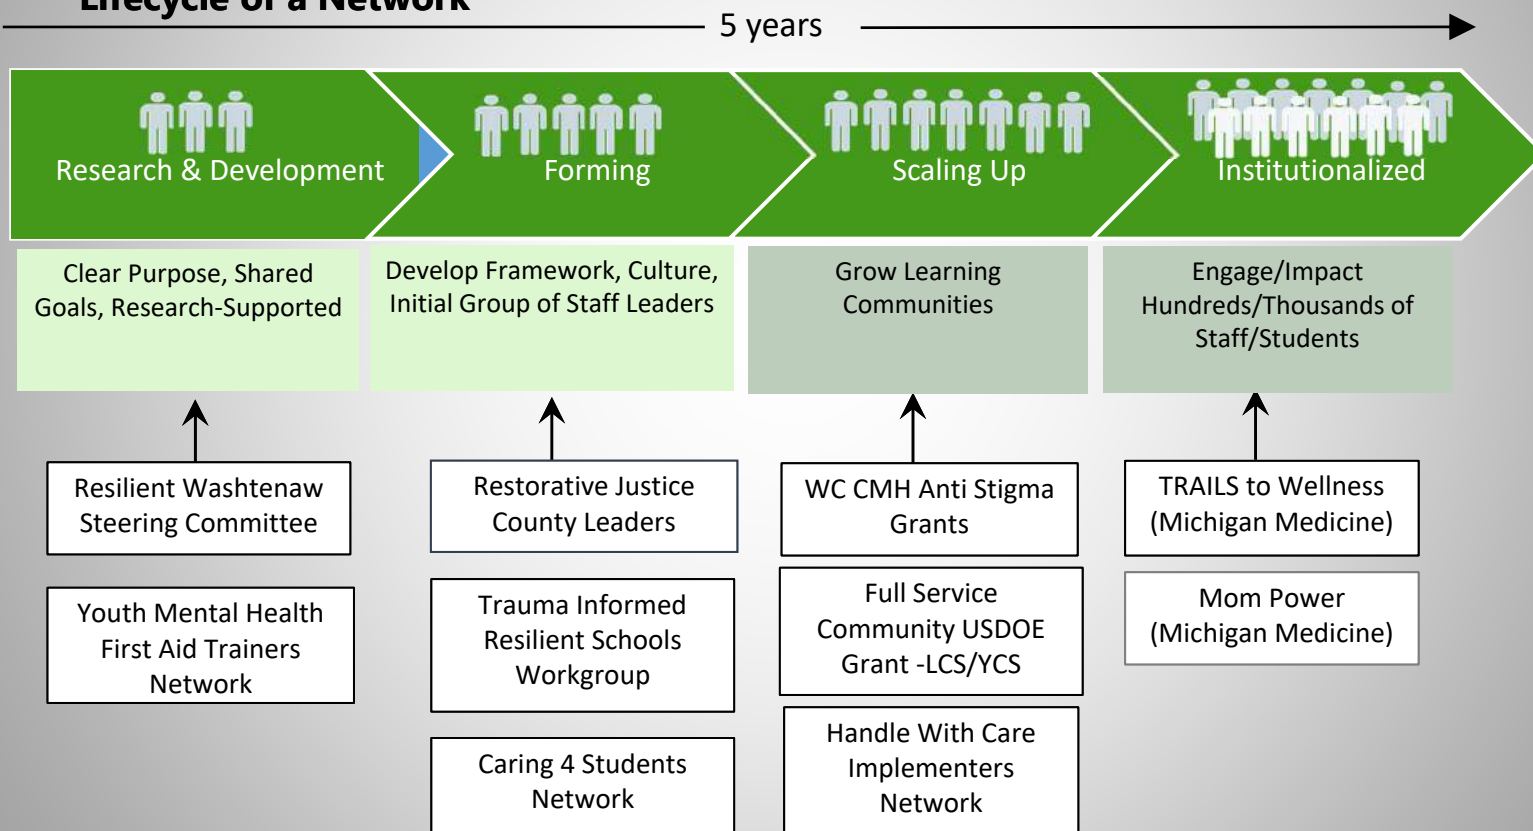 Lifecycle of a Network
5 years
Research & Development
Forming
Scaling Up
Institutionalized
Clear Purpose, Shared
Goals, Research-Supported
Develop Framework, Culture,
Initial Group of Staff Leaders
Grow Learning
Communities
Engage/Impact
Hundreds/Thousands of
Staff/Students
Resilient Washtenaw
Steering Committee
Youth Mental Health
First Aid Trainers
Network
Restorative Justice
County Leaders
Trauma Informed
Resilient Schools
Workgroup
Caring 4 Students
Network
WC CMH Anti Stigma
Grants
Full Service
Community USDOE
Grant -LCS/YCS
Handle With Care
Implementers
Network
TRAILS to Wellness
(Michigan Medicine)
Mom Power
(Michigan Medicine)